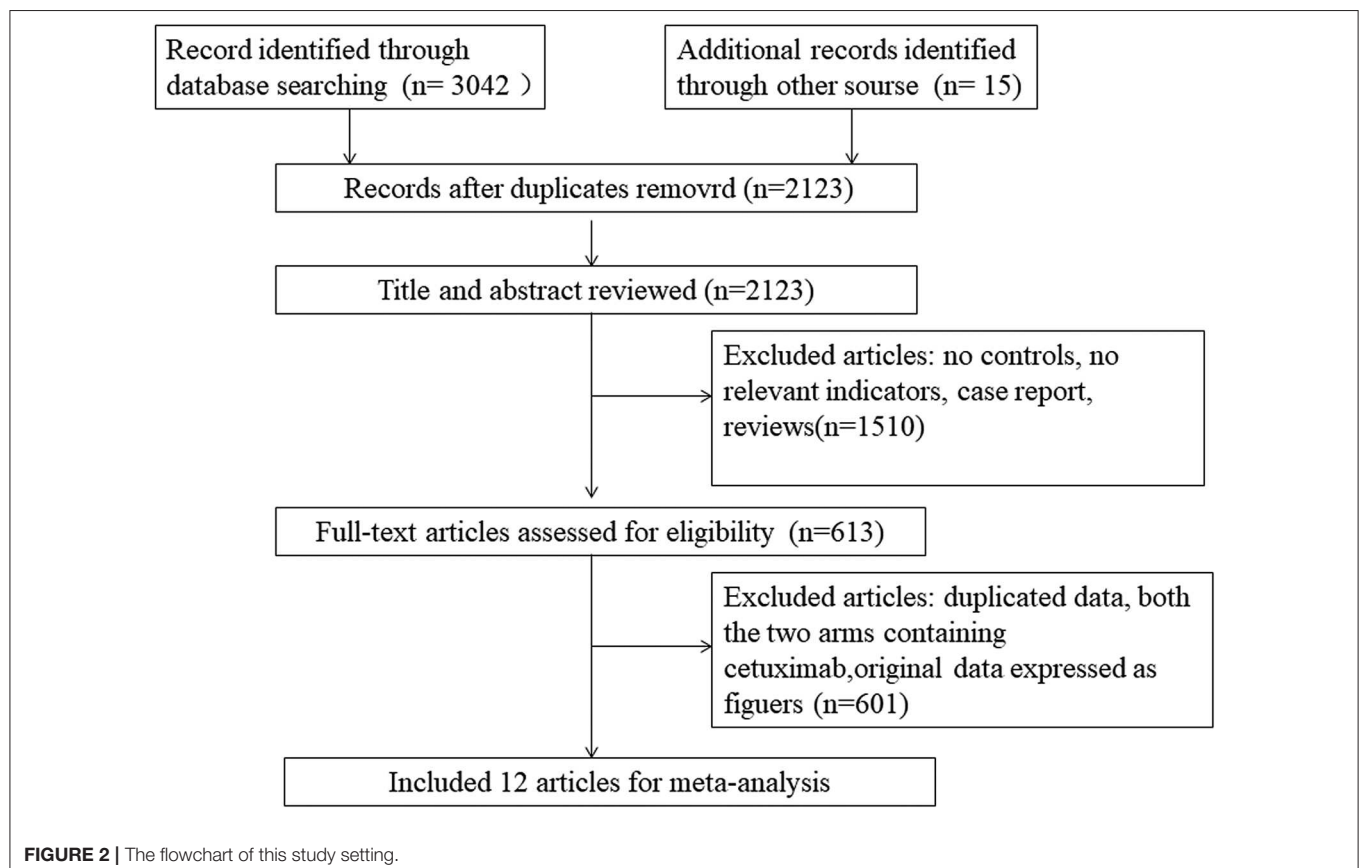 Record identified through
database searching (n= 3042 ）
Additional records identified
through other sourse (n= 15)
Records after duplicates removrd (n=2123)
Title and abstract reviewed (n=2123)
Excluded articles: no controls, no
relevant indicators, case report,
reviews(n=1510)
Full-text articles assessed for eligibility (n=613)
Excluded articles: duplicated data, both
the two arms containing
cetuximab,original data expressed as
figuers (n=601)
Included 12 articles for meta-analysis
FIGURE 2 | The flowchart of this study setting.